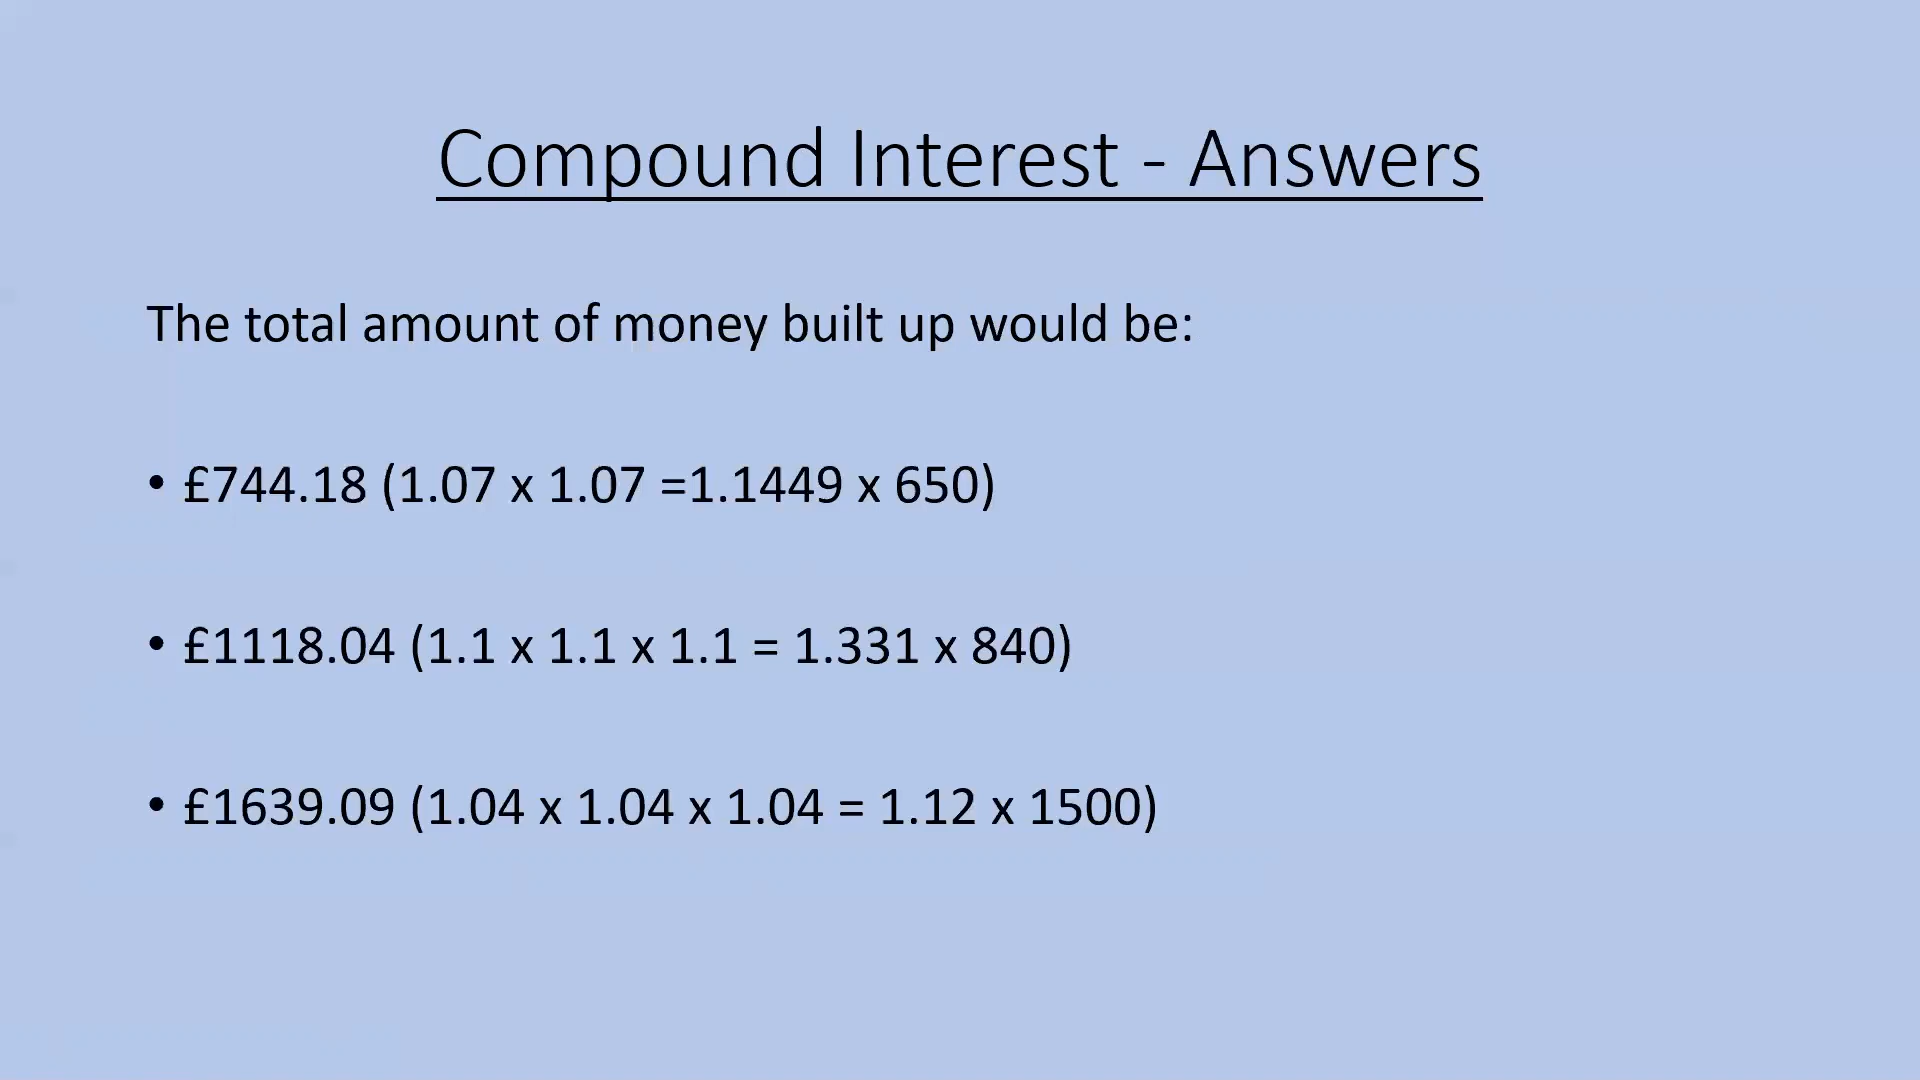 Compound Interest - Answers
The total amount of money built up would be:
• £744.18 (1.07 x 1.07 =1.1449 x 650)
• £1118.04 (1.1 x 1.1 x 1.1 = 1.331 x 840)
• £1639.09 (1.04 x 1.04 x 1.04 = 1.12 x 1500)